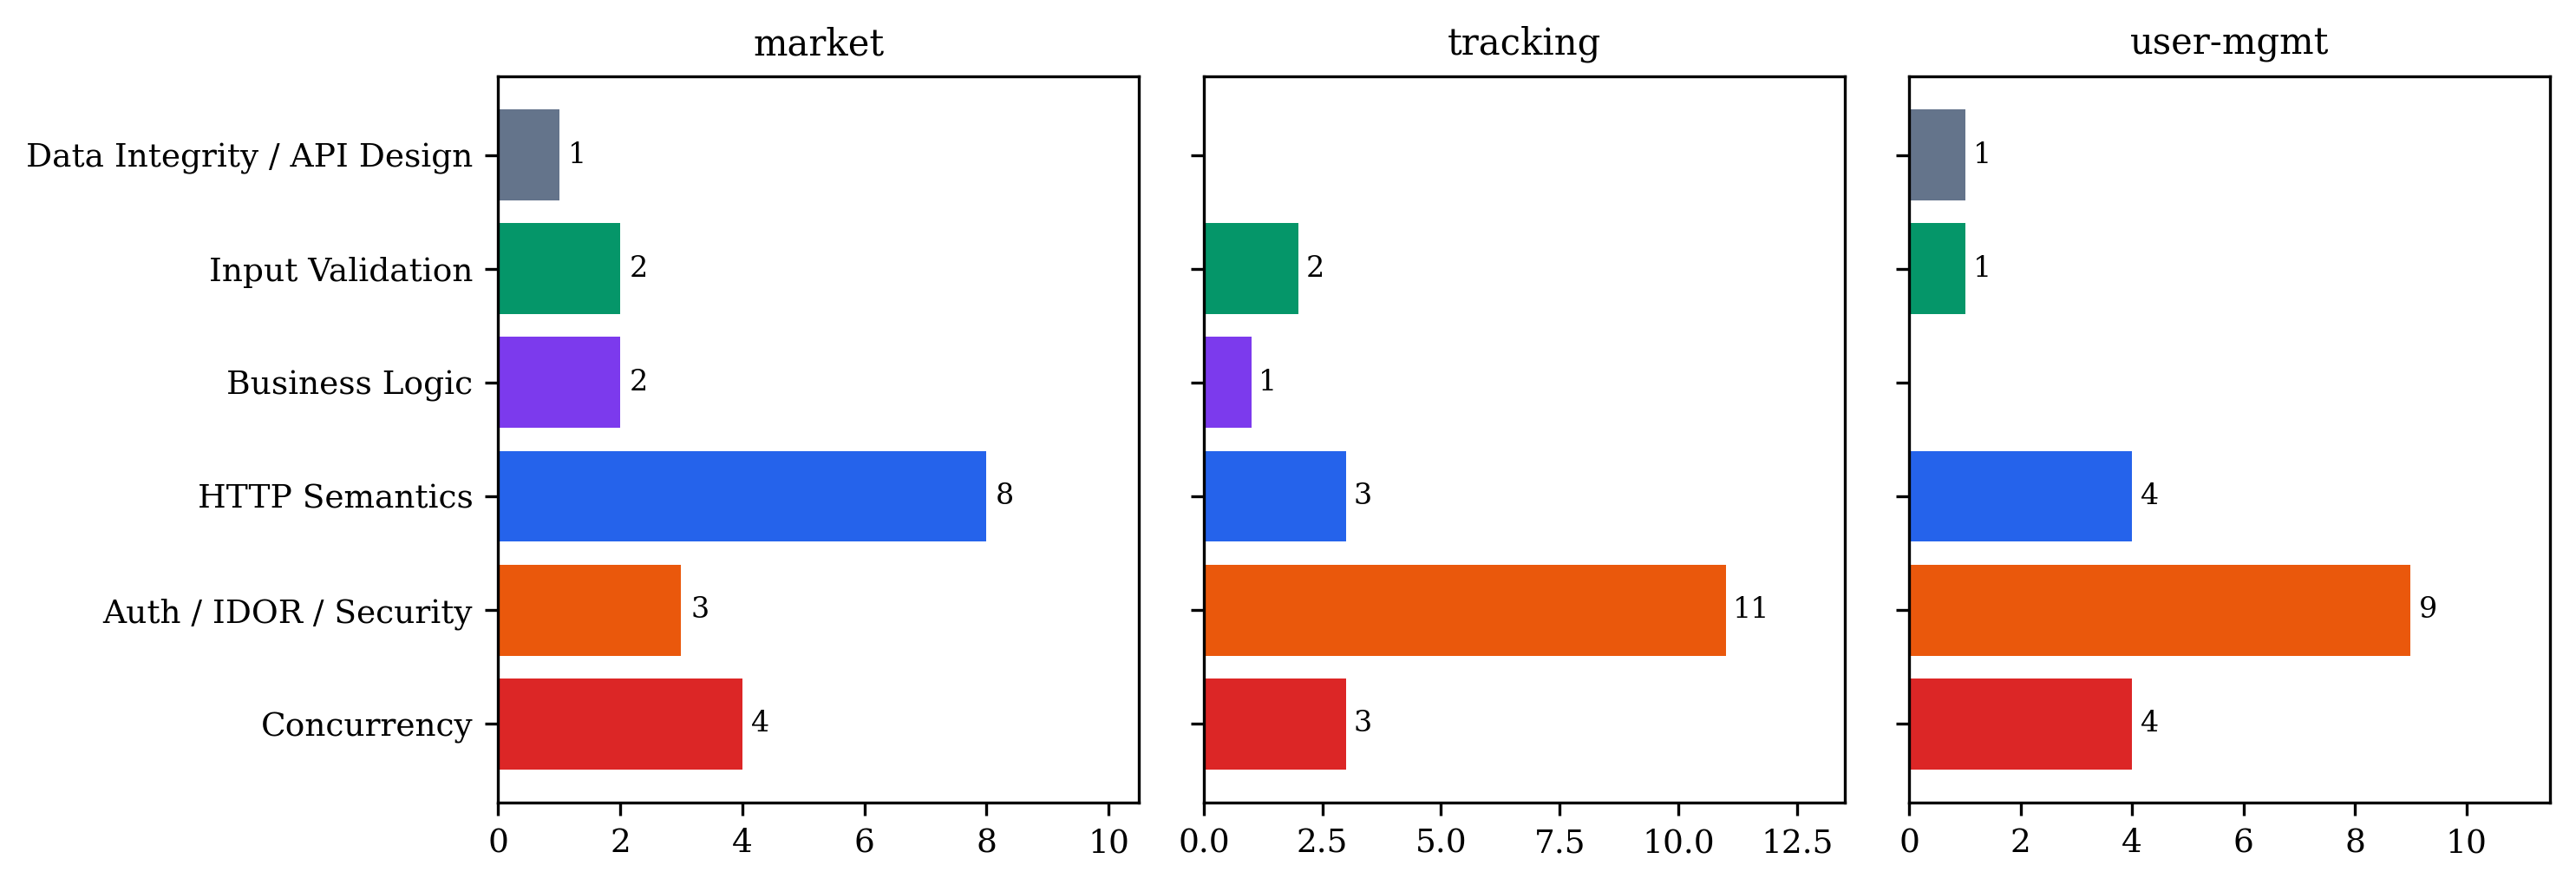 market
tracking
user-mgmt
Data Integrity / API Design
1
1
Input Validation
2
2
1
Business Logic
2
1
HTTP Semantics
8
3
4
Auth / IDOR / Security
3
11
9
Concurrency
4
3
4
0 2 4 6 8 10
0.0 2.5 5.0 7.5 10.0 12.5
0 2 4 6 8 10